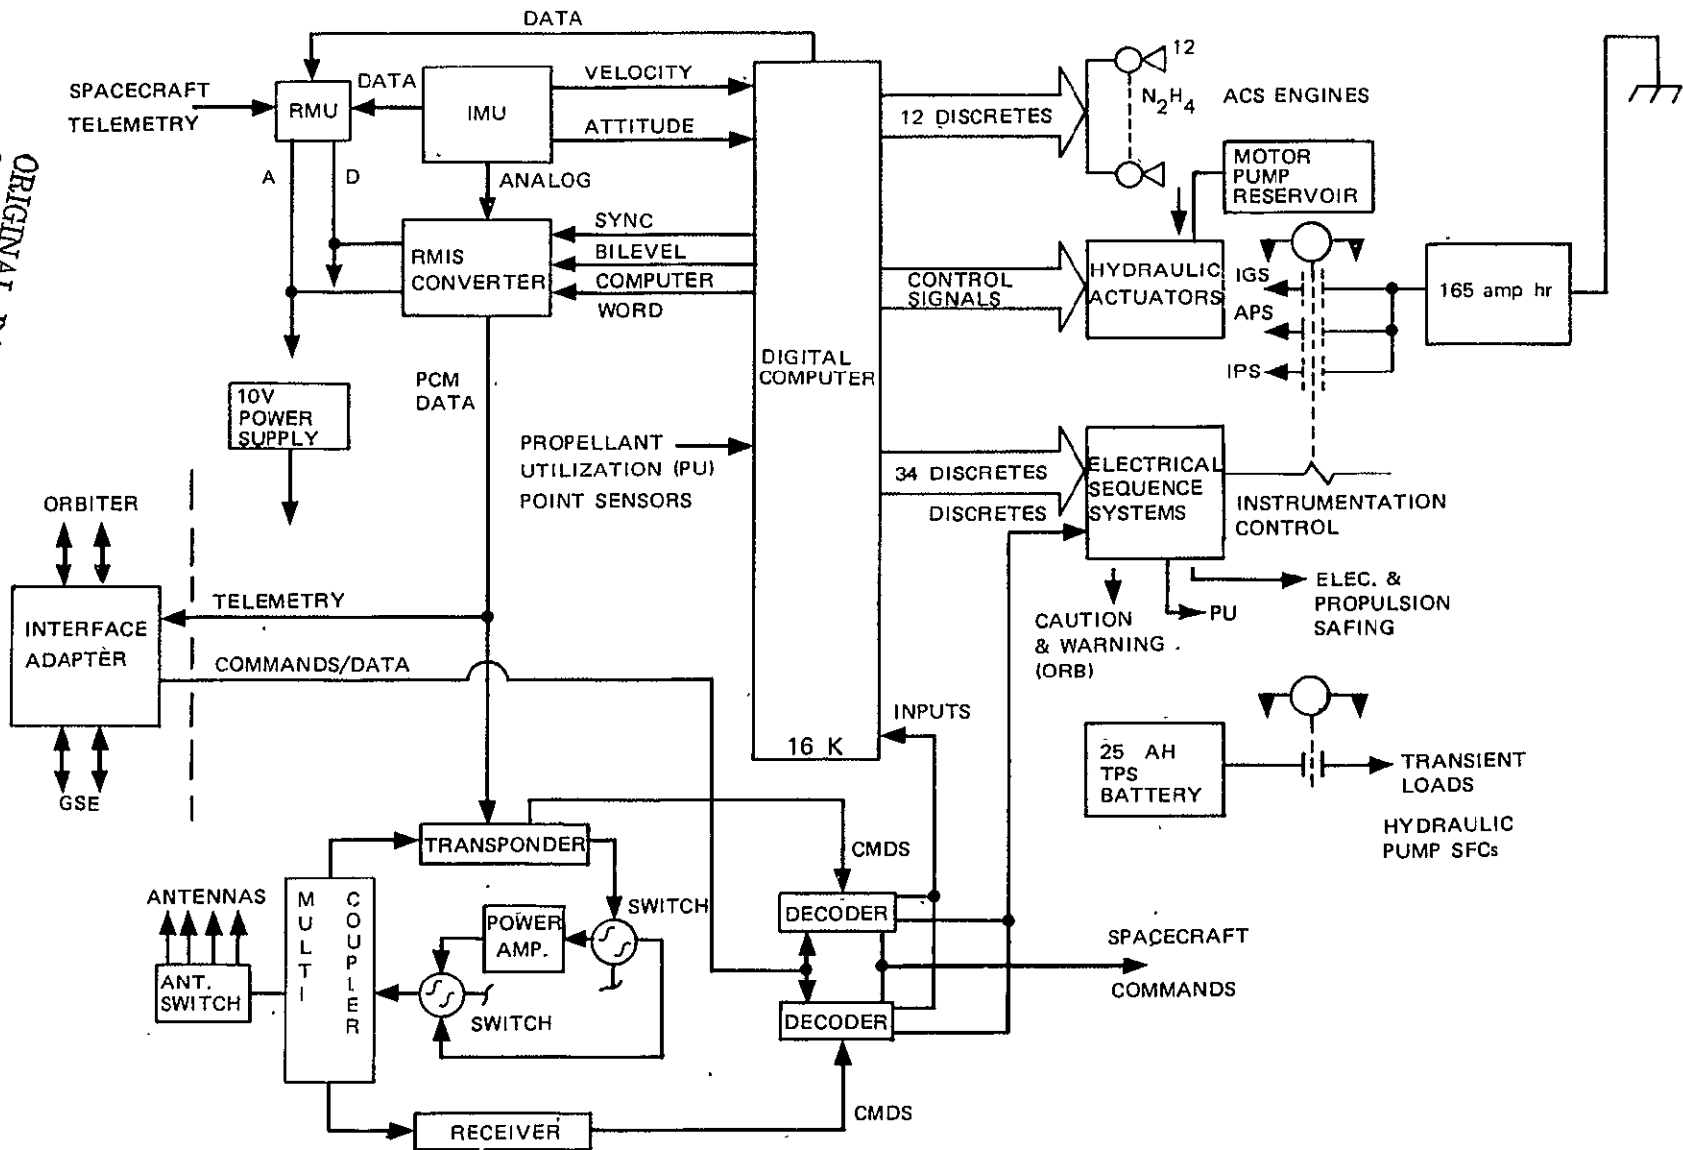 DATA
SPACECRAFT
TELEMETRY
RMU
DATA
IMU
VELOCITY
ATTITUDE
A
D
ANALOG
RMIS
CONVERTER
SYNC
BILEVEL
COMPUTER
WORD
12 DISCRETES
12
N2H4
ACS ENGINES
MOTOR
PUMP
RESERVOIR
CONTROL
SIGNALS
HYDRAULIC
ACTUATORS
IGS
APS
IPS
165 amp hr
DIGITAL
COMPUTER
16 K
10V
POWER
SUPPLY
PCM
DATA
PROPELLANT
UTILIZATION (PU)
POINT SENSORS
34 DISCRETES
DISCRETES
ELECTRICAL
SEQUENCE
SYSTEMS
INSTRUMENTATION
CONTROL
ORIGINAL
ORBITER
INTERFACE
ADAPTER
GSE
TELEMETRY
COMMANDS/DATA
CAUTION
& WARNING
(ORB)
PU
ELEC. &
PROPULSION
SAFING
INPUTS
25 AH
TPS
BATTERY
TRANSIENT
LOADS
HYDRAULIC
PUMP SFCs
TRANSPONDER
CMDS
ANTENNAS
ANT.
SWITCH
MULTI
COUPLER
POWER
AMP.
SWITCH
SWITCH
DECODER
DECODER
SPACECRAFT
COMMANDS
RECEIVER
CMDS